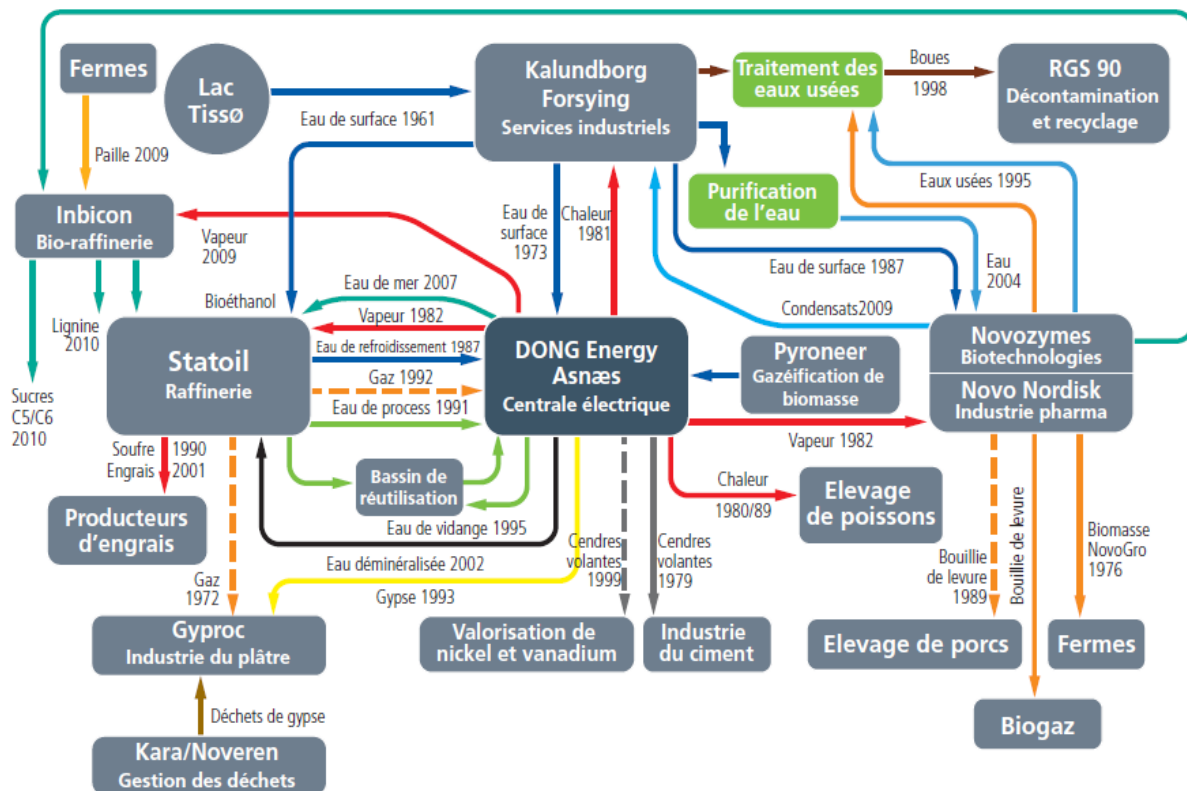 Fermes
Lac
Tissø
Kalundborg
Forsying
Services industriels
Traitement des
eaux usées
Boues
1998
RGS 90
Décontamination
et recyclage
Eau de surface 1961
Paille 2009
Eaux usées 1995
Purification
de l'eau
Inbicon
Bio-raffinerie
Vapeur
2009
Eau de
surface
1973
Chaleur
1981
Eau de surface 1987
Eau
2004
Eau de mer 2007
Bioéthanol
Condensats2009
Lignine
2010
Vapeur 1982
Statoil
Raffinerie
Eau de refroidissement 1987
Gaz 1992
Eau de process 1991
DONG Energy
Asnæs
Centrale électrique
Pyroneer
Gazéification de
biomasse
Novozymes
Biotechnologies
Novo Nordisk
Industrie pharma
Sucres
C5/C6
2010
Vapeur 1982
Soufre 1990
Engrais 2001
Bassin de
réutilisation
Chaleur
1980/89
Elevage
de poissons
Producteurs
d'engrais
Eau de vidange 1995
Cendres
volantes
1999
Cendres
volantes
1979
Bouillie
de levure
1989
Bouillie de levure
Biomasse
NovoGro
1976
Eau déminéralisée 2002
Gypse 1993
Gaz
1972
Gyproc
Industrie du plâtre
Valorisation de
nickel et vanadium
Industrie
du ciment
Elevage de porcs
Fermes
Déchets de gypse
Biogaz
Kara/Noveren
Gestion des déchets